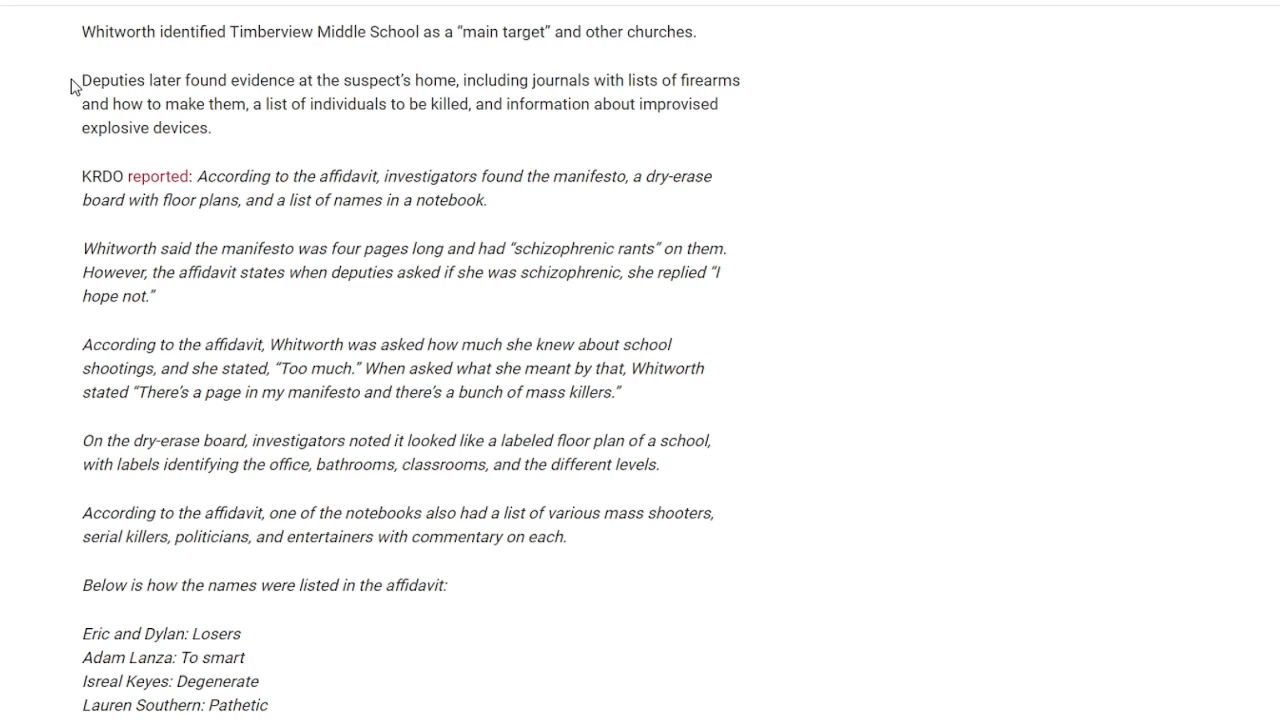 Whitworth identified Timberview Middle School as a “main target” and other churches.
Deputies later found evidence at the suspect’s home, including journals with lists of firearms
and how to make them, a list of individuals to be killed, and information about improvised
explosive devices.
KRDO reported: According to the affidavit, investigators found the manifesto, a dry-erase
board with floor plans, and a list of names in a notebook.
Whitworth said the manifesto was four pages long and had “schizophrenic rants” on them.
However, the affidavit states when deputies asked if she was schizophrenic, she replied “I
hope not.”
According to the affidavit, Whitworth was asked how much she knew about school
shootings, and she stated, “Too much.” When asked what she meant by that, Whitworth
stated “There’s a page in my manifesto and there’s a bunch of mass killers.”
On the dry-erase board, investigators noted it looked like a labeled floor plan of a school,
with labels identifying the office, bathrooms, classrooms, and the different levels.
According to the affidavit, one of the notebooks also had a list of various mass shooters,
serial killers, politicians, and entertainers with commentary on each.
Below is how the names were listed in the affidavit:
Eric and Dylan: Losers
Adam Lanza: To smart
Isreal Keyes: Degenerate
Lauren Southern: Pathetic